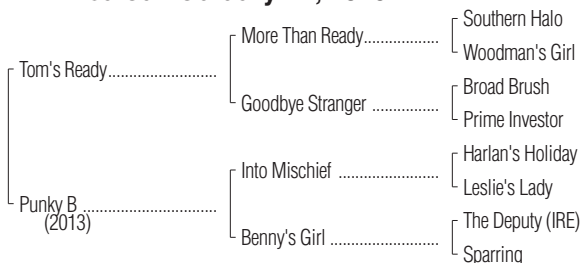 Southern Halo
More Than Ready..................
Woodman's Girl
Tom's Ready..........................
Broad Brush
Goodbye Stranger ................
Prime Investor
Harlan's Holiday
Into Mischief ........................
Leslie's Lady
Punky B ................................
(2013)
The Deputy (IRE)
Benny's Girl ..........................
Sparring